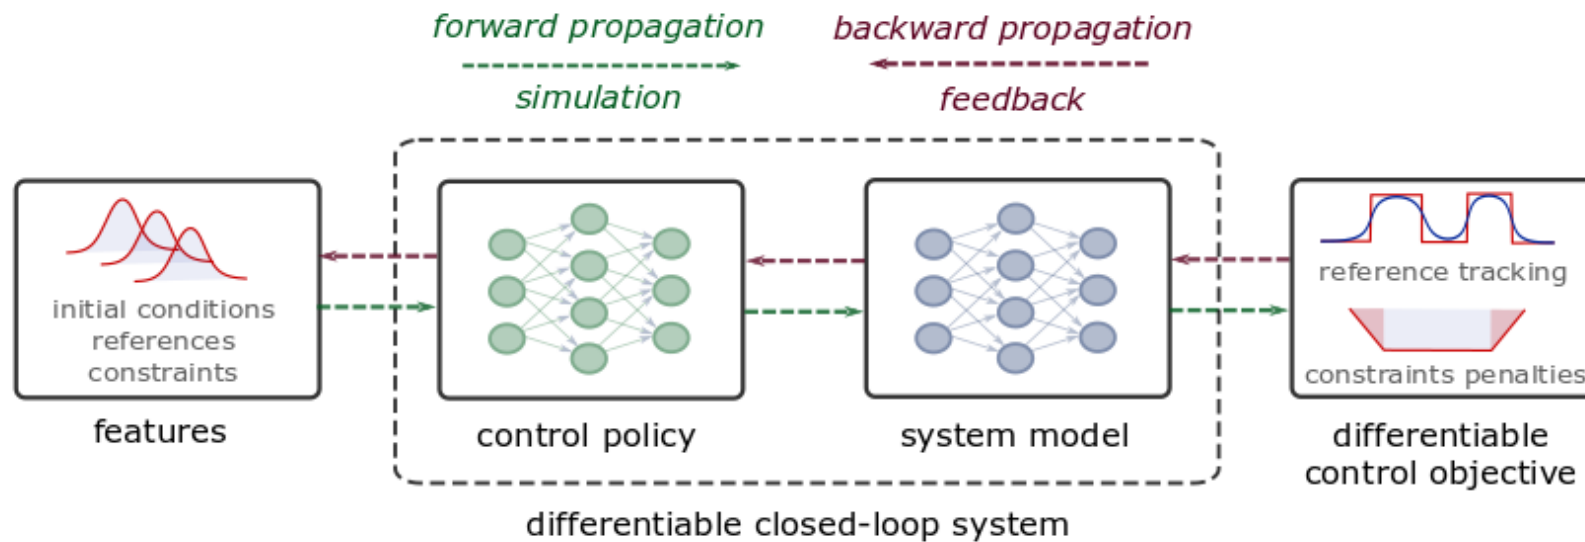 forward propagation
simulation
backward propagation
feedback
initial conditions
references
constraints
features
control policy
system model
reference tracking
constraints penalties
differentiable
control objective
differentiable closed-loop system